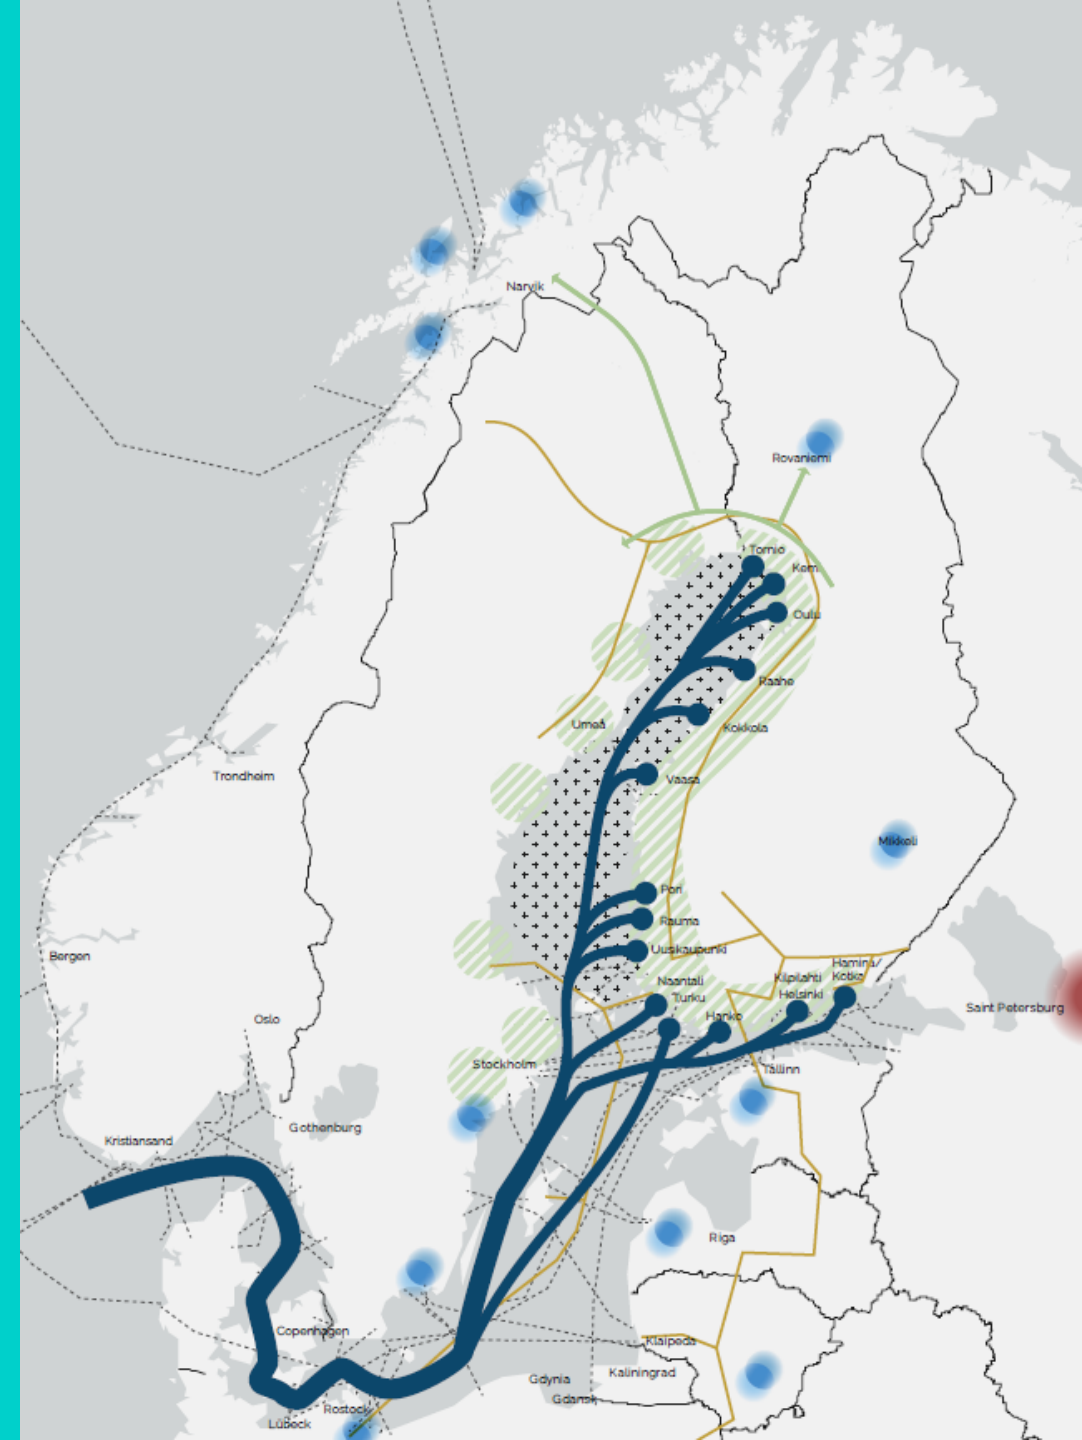 Narvik
Rovaniemi
Tornio
Kemi
Oulu
Raahe
Umeå
Kokkola
Trondheim
Vaasa
Mikkeli
Pori
Rauma
Uusikaupunki
Bergen
Hamina/
Kotka
Kilpilahti
Naantali
Helsinki
Turku
Saint Petersburg
Hanko
Oslo
Stockholm
Tallinn
Gothenburg
Kristiansand
Riga
Copenhagen
Klaipeda
Kaliningrad
Gdynia
Gdansk
Rostock
Lübeck